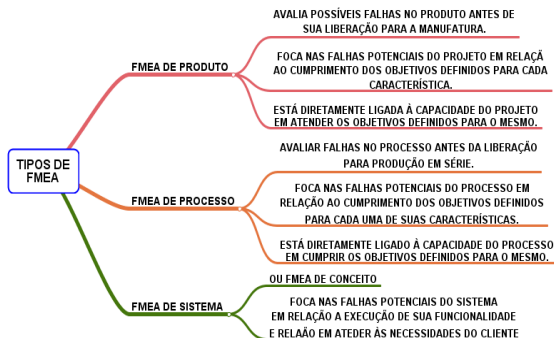 TIPOS DE
FMEA
FMEA DE PRODUTO
AVALIA POSSÍVEIS FALHAS NO PRODUTO ANTES DE
SUA LIBERAÇÃO PARA A MANUFATURA.
FOCA NAS FALHAS POTENCIAIS DO PROJETO EM RELAÇÃ
AO CUMPRIMENTO DOS OBJETIVOS DEFINIDOS PARA CADA
CARACTERÍSTICA.
ESTÁ DIRETAMENTE LIGADA À CAPACIDADE DO PROJETO
EM ATENDER OS OBJETIVOS DEFINIDOS PARA O MESMO.
FMEA DE PROCESSO
AVALIAR FALHAS NO PROCESSO ANTES DA LIBERAÇÃO
PARA PRODUÇÃO EM SÉRIE.
FOCA NAS FALHAS POTENCIAIS DO PROCESSO EM
RELAÇÃO AO CUMPRIMENTO DOS OBJETIVOS DEFINIDOS
PARA CADA UMA DE SUAS CARACTERÍSTICAS.
ESTÁ DIRETAMENTE LIGADO À CAPACIDADE DO PROCESSO
EM CUMPRIR OS OBJETIVOS DEFINIDOS PARA O MESMO.
FMEA DE SISTEMA
OU FMEA DE CONCEITO
FOCA NAS FALHAS POTENCIAIS DO SISTEMA
EM RELAÇÃO A EXECUÇÃO DE SUA FUNCIONALIDADE
E RELAÃO EM ATEDER ÀS NECESSIDADES DO CLIENTE